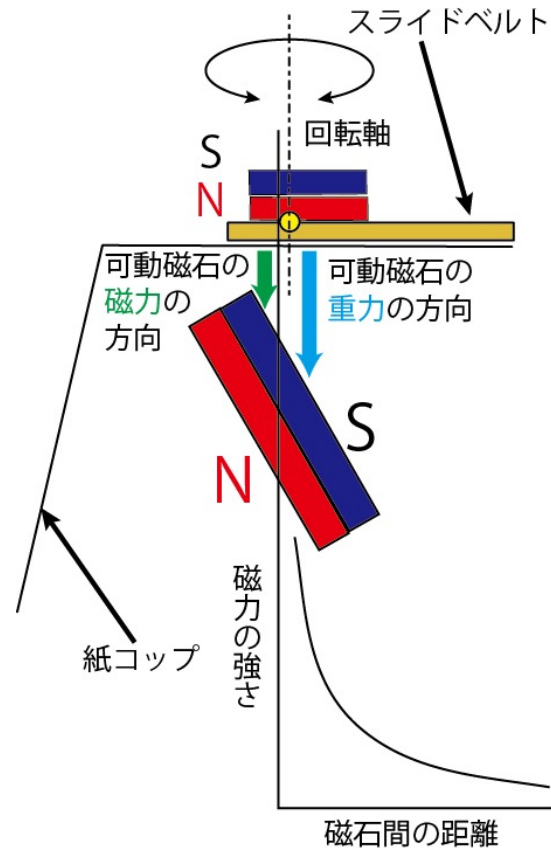 スライドベルト
回転軸
S
N
可動磁石の
磁力の
方向
可動磁石の
重力の方向
S
N
磁力の強さ
紙コップ
磁石間の距離